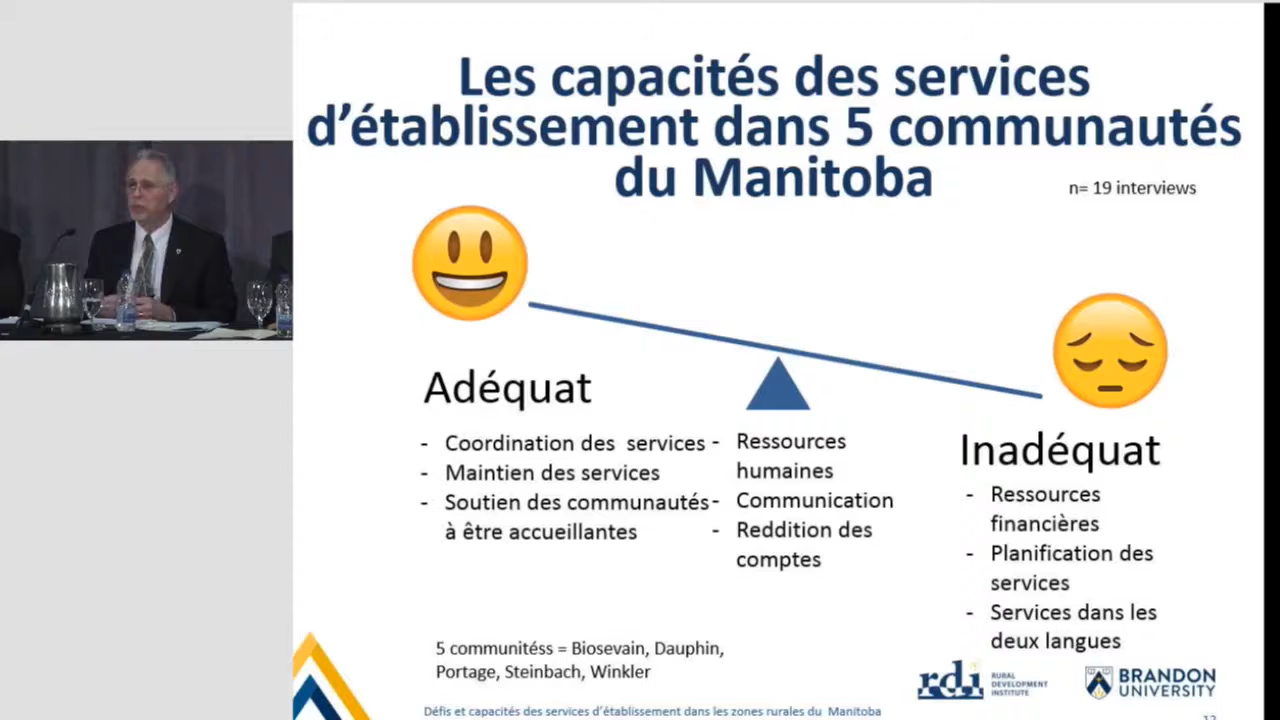 Les capacités des services
d'établissement dans 5 communautés
du Manitoba
n= 19 interviews
Adéquat
- Coordination des services
- Maintien des services
- Soutien des communautés
à être accueillantes
- Ressources
humaines
- Communication
- Reddition des
comptes
Inadéquat
- Ressources
financières
- Planification des
services
- Services dans les
deux langues
5 communitéss = Biosevain, Dauphin,
Portage, Steinbach, Winkler
rdi
RURAL
DEVELOPMENT
INSTITUTE
BRANDON
UNIVERSITY
Défis et capacités des services d'établissement dans les zones rurales du Manitoba